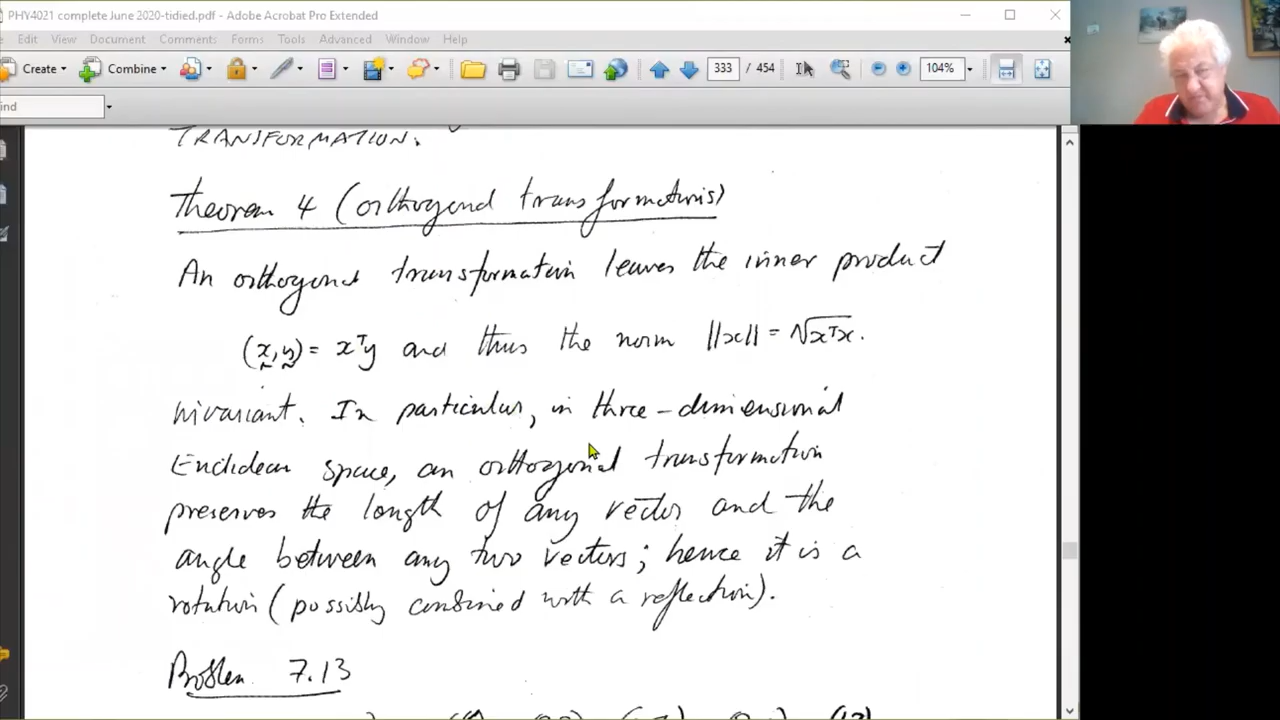 PHY4021 complete June 2020-tidied.pdf - Adobe Acrobat Pro Extended
Edit View Document Comments Forms Tools Advanced Window Help
Create Combine 333 / 454 104%
ind
TRANSFORMATION.
Theorem 4 (orthogonal transformations)
An orthogonal transformation leaves the inner product
(x, y) = xᵀy and thus the norm ||x|| = √xᵀx.
invariant. In particular, in three-dimensional
Euclidean space, an orthogonal transformation
preserves the length of any vector and the
angle between any two vectors; hence it is a
rotation (possibly combined with a reflection).
Problem 7.13